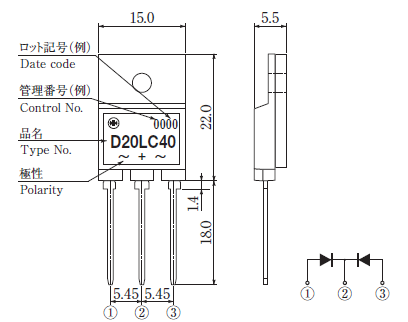 15.0
5.5
ロット記号(例)
Date code
管理番号(例)
Control No.
品名
Type No.
極性
Polarity
0000
D20LC40
~ + ~
22.0
1.4
18.0
5.45 5.45
① ② ③
① ② ③